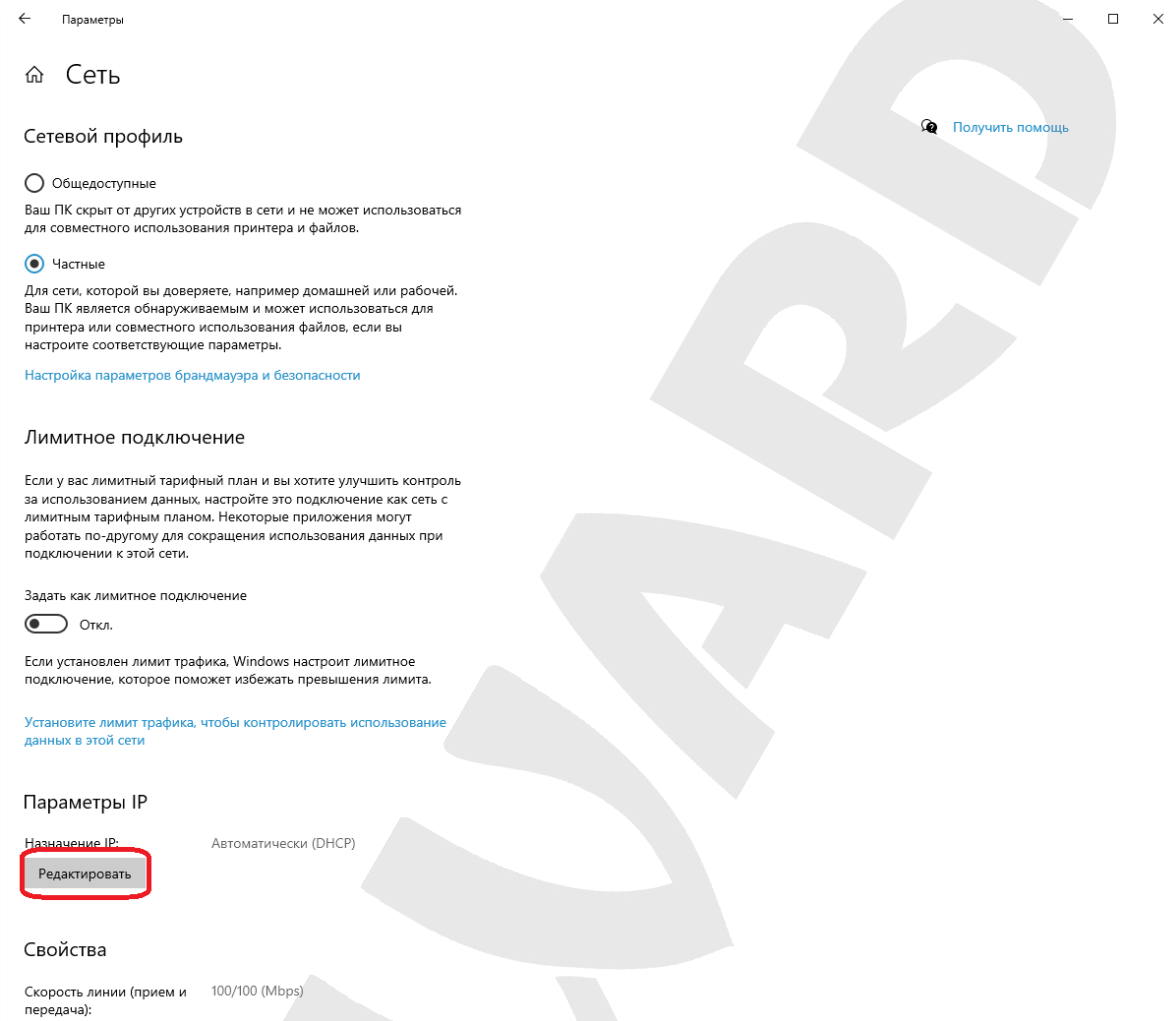 Параметры
Сеть
Сетевой профиль
Получить помощь
Общедоступные
Ваш ПК скрыт от других устройств в сети и не может использоваться
для совместного использования принтера и файлов.
Частные
Для сети, которой вы доверяете, например домашней или рабочей.
Ваш ПК является обнаруживаемым и может использоваться для
принтера или совместного использования файлов, если вы
настроите соответствующие параметры.
Настройка параметров брандмауэра и безопасности
Лимитное подключение
Если у вас лимитный тарифный план и вы хотите улучшить контроль
за использованием данных, настройте это подключение как сеть с
лимитным тарифным планом. Некоторые приложения могут
работать по-другому для сокращения использования данных при
подключении к этой сети.
Задать как лимитное подключение
Откл.
Если установлен лимит трафика, Windows настроит лимитное
подключение, которое поможет избежать превышения лимита.
Установите лимит трафика, чтобы контролировать использование
данных в этой сети
Параметры IP
Назначение IP: Автоматически (DHCP)
Редактировать
Свойства
Скорость линии (прием и 100/100 (Mbps)
передача):